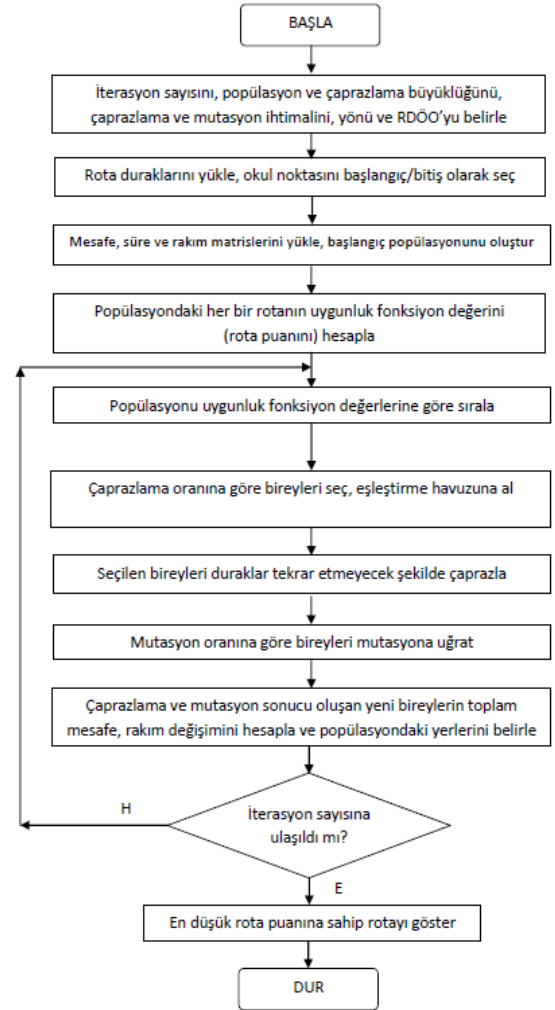 BAŞLA
İterasyon sayısını, popülasyon ve çaprazlama büyüklüğünü,
çaprazlama ve mutasyon ihtimalini, yönü ve RDÖO'yu belirle
Rota duraklarını yükle, okul noktasını başlangıç/bitiş olarak seç
Mesafe, süre ve rakım matrislerini yükle, başlangıç popülasyonunu oluştur
Popülasyondaki her bir rotanın uygunluk fonksiyon değerini
(rota puanını) hesapla
Popülasyonu uygunluk fonksiyon değerlerine göre sırala
Çaprazlama oranına göre bireyleri seç, eşleştirme havuzuna al
Seçilen bireyleri duraklar tekrar etmeyecek şekilde çaprazla
Mutasyon oranına göre bireyleri mutasyona uğrat
Çaprazlama ve mutasyon sonucu oluşan yeni bireylerin toplam
mesafe, rakım değişimini hesapla ve popülasyondaki yerlerini belirle
H
İterasyon sayısına
ulaşıldı mı?
E
En düşük rota puanına sahip rotayı göster
DUR